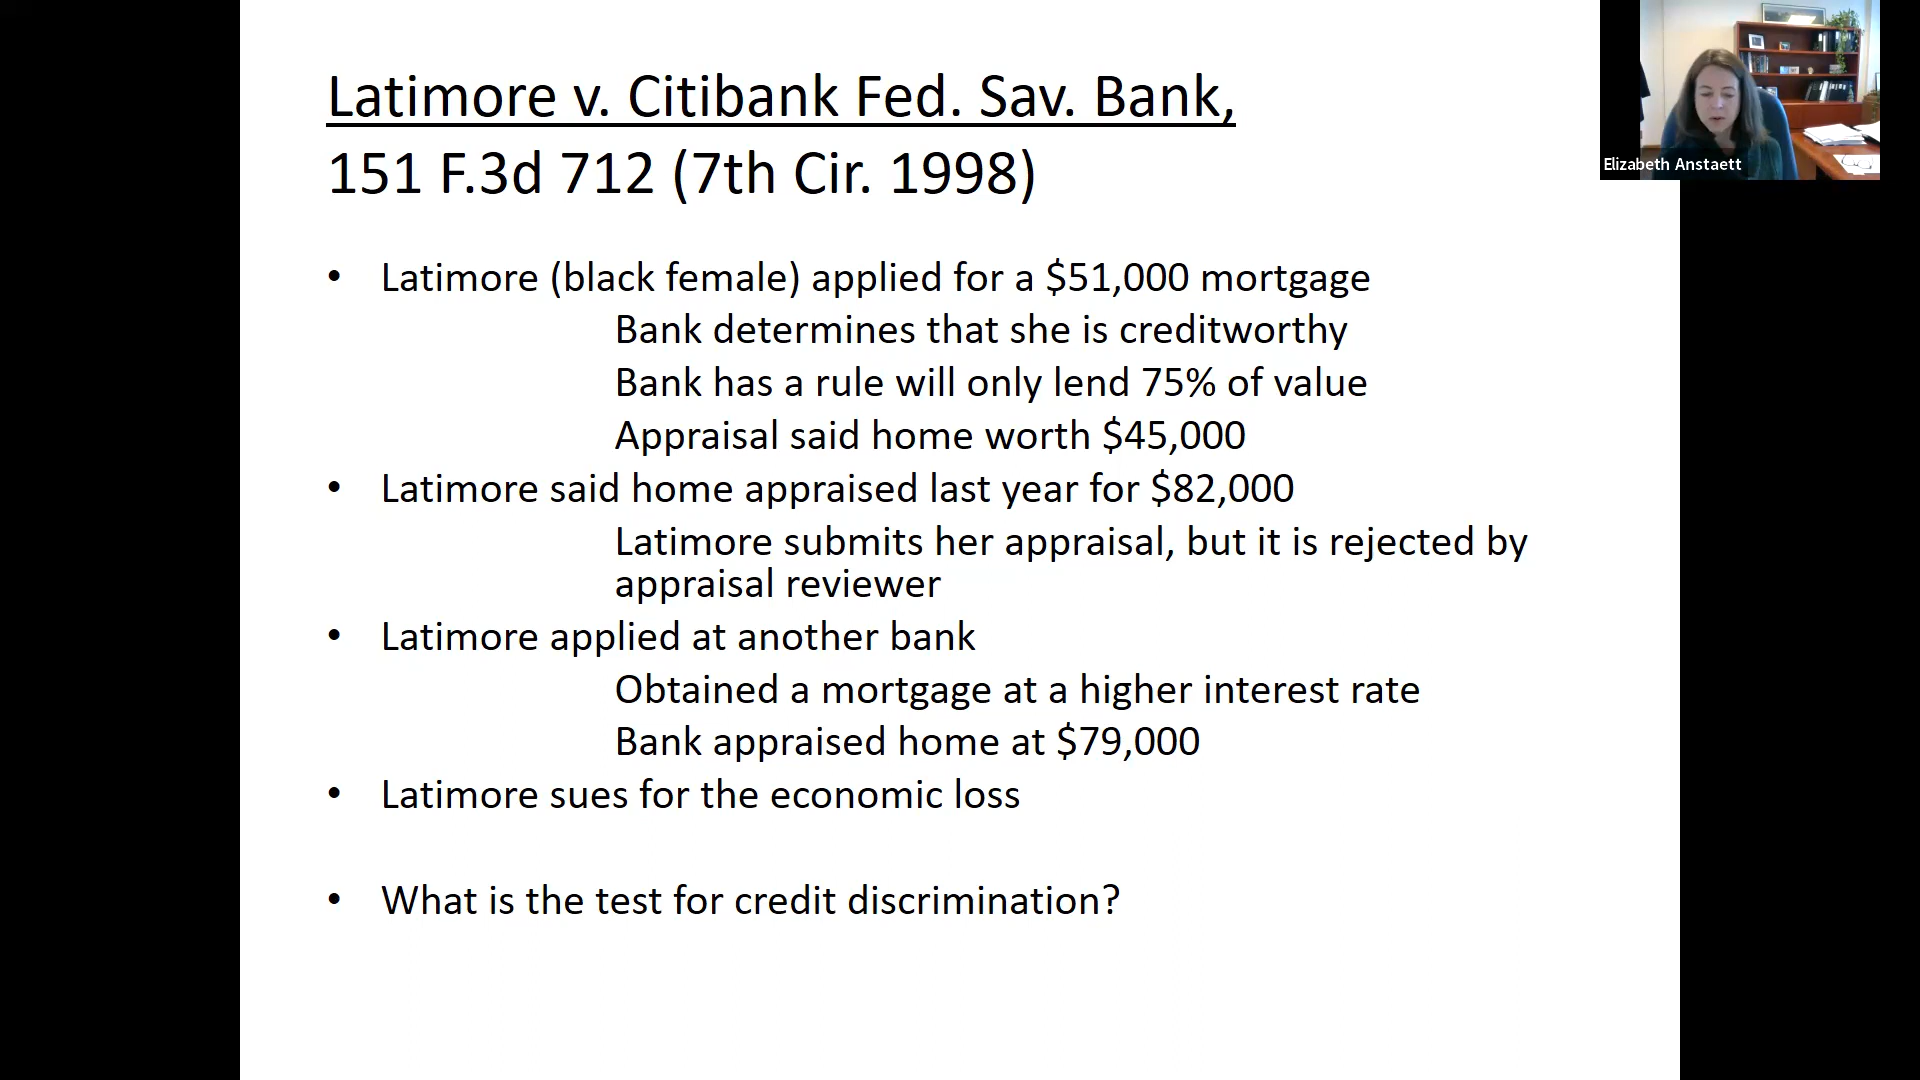 Latimore v. Citibank Fed. Sav. Bank,
151 F.3d 712 (7th Cir. 1998)
• Latimore (black female) applied for a $51,000 mortgage
Bank determines that she is creditworthy
Bank has a rule will only lend 75% of value
Appraisal said home worth $45,000
• Latimore said home appraised last year for $82,000
Latimore submits her appraisal, but it is rejected by
appraisal reviewer
• Latimore applied at another bank
Obtained a mortgage at a higher interest rate
Bank appraised home at $79,000
• Latimore sues for the economic loss
• What is the test for credit discrimination?
Elizabeth Anstaett